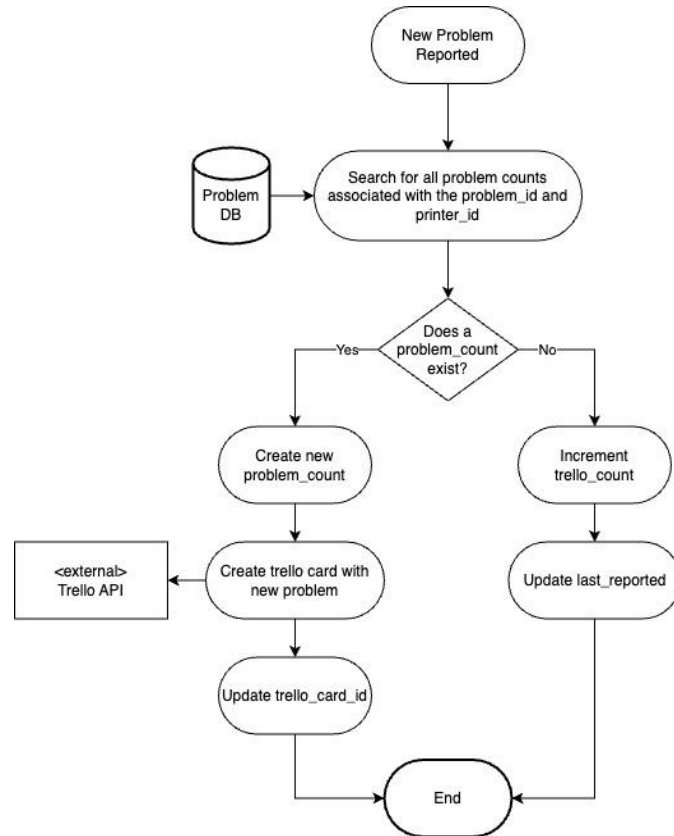 New Problem
Reported
Problem
DB
Search for all problem counts
associated with the problem_id and
printer_id
Does a
problem_count
exist?
Yes
No
Create new
problem_count
Increment
trello_count
<external>
Trello API
Create trello card with
new problem
Update last_reported
Update trello_card_id
End